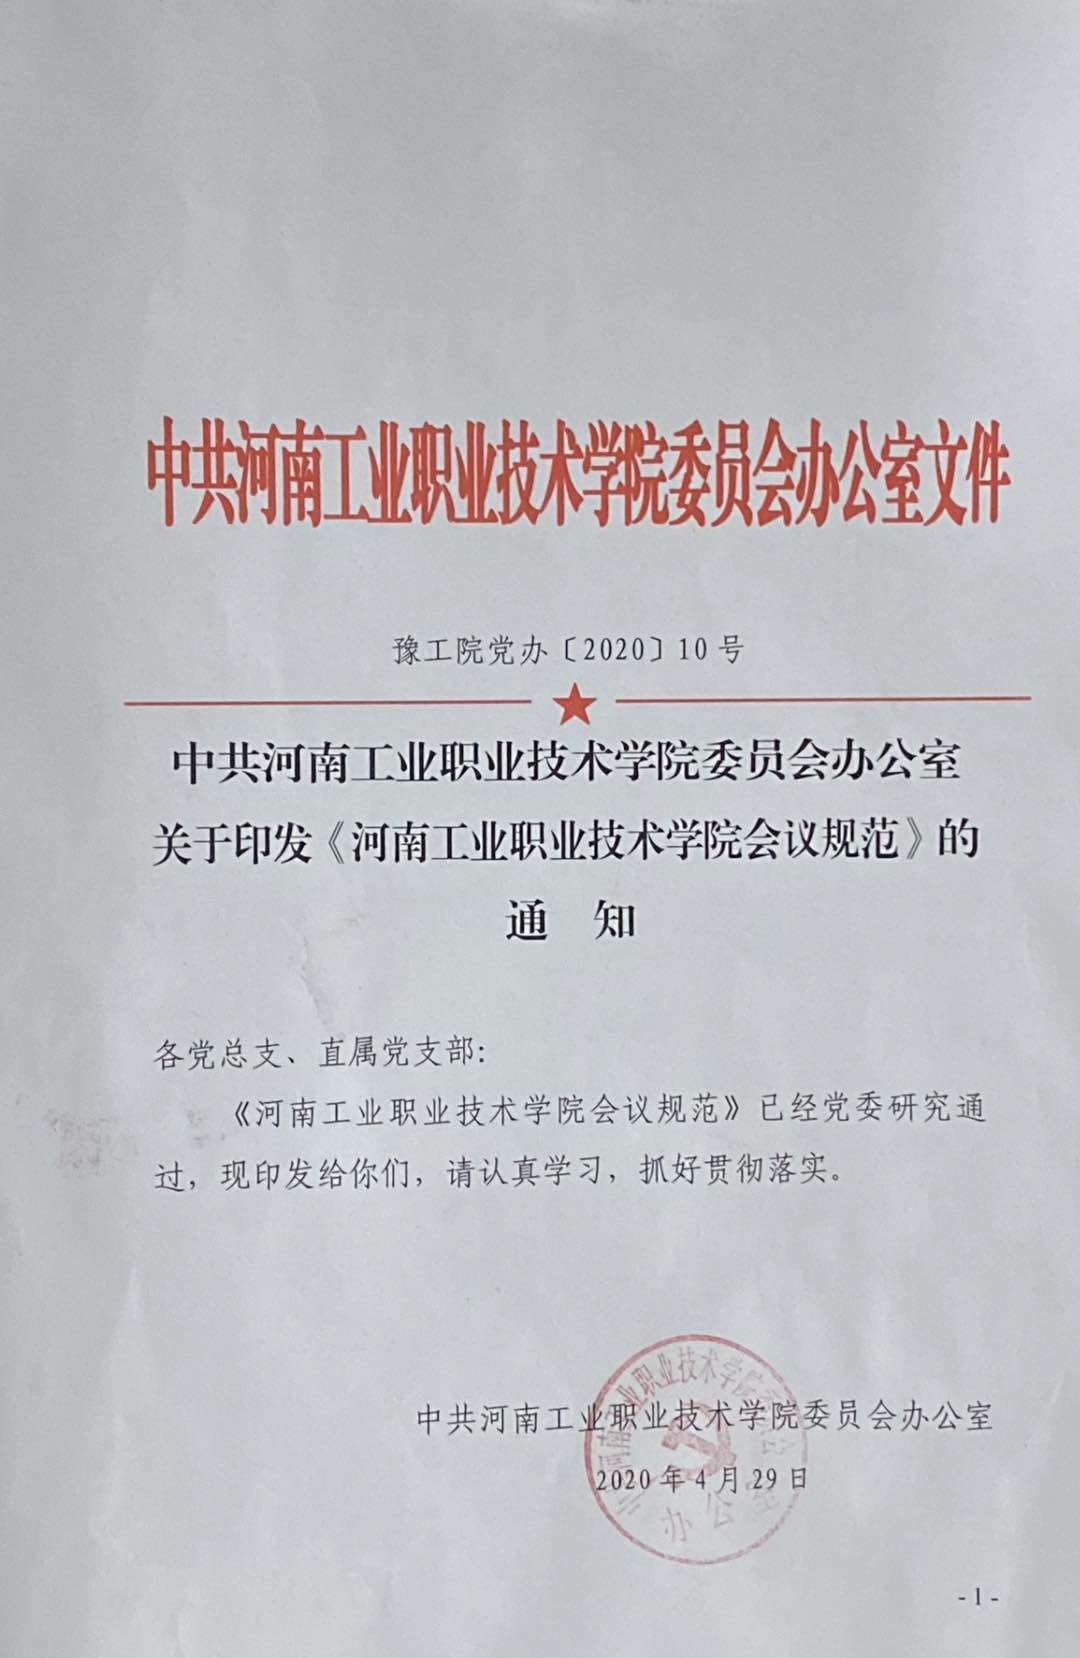 中共河南工业职业技术学院委员会办公室文件
豫工院党办〔2020〕10号
中共河南工业职业技术学院委员会办公室
关于印发《河南工业职业技术学院会议规范》的
通 知
各党总支、直属党支部：
《河南工业职业技术学院会议规范》已经党委研究通
过，现印发给你们，请认真学习，抓好贯彻落实。
中共河南工业职业技术学院委员会办公室
2020年4月29日
办公室
- 1 -